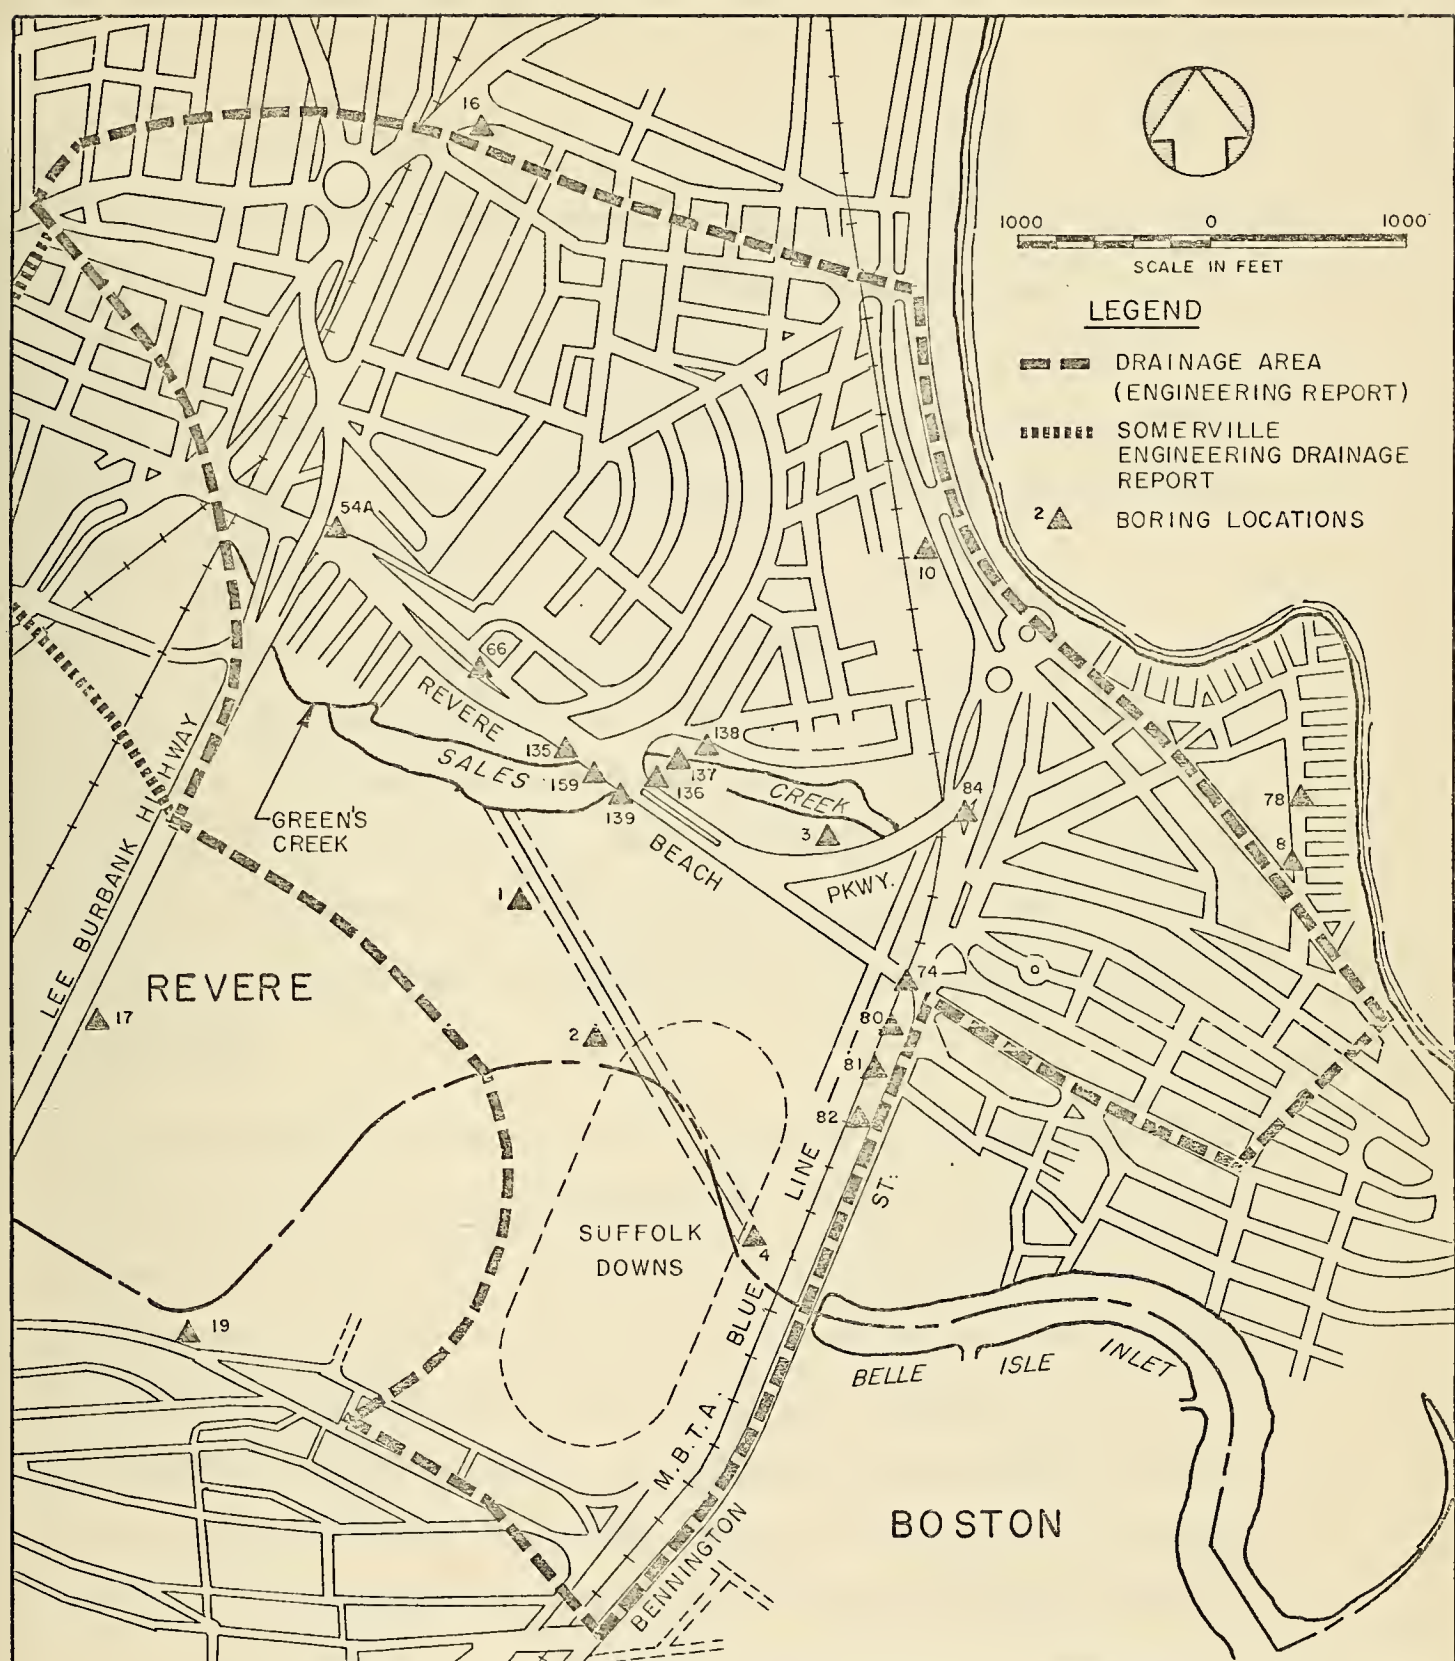 16
1000 0 1000
SCALE IN FEET
LEGEND
DRAINAGE AREA
(ENGINEERING REPORT)
SOMERVILLE
ENGINEERING DRAINAGE
REPORT
2 BORING LOCATIONS
54A
10
66
REVERE
BEACH
PKWY.
135
138
SALES
CREEK
159
137
136
139
84
3
78
8
GREEN'S
CREEK
LEE BURBANK HIGHWAY
1
REVERE
17
74
2
80
81
82
SUFFOLK
DOWNS
4
19
M.B.T.A. BLUE LINE
BENNINGTON ST.
BELLE ISLE INLET
BOSTON